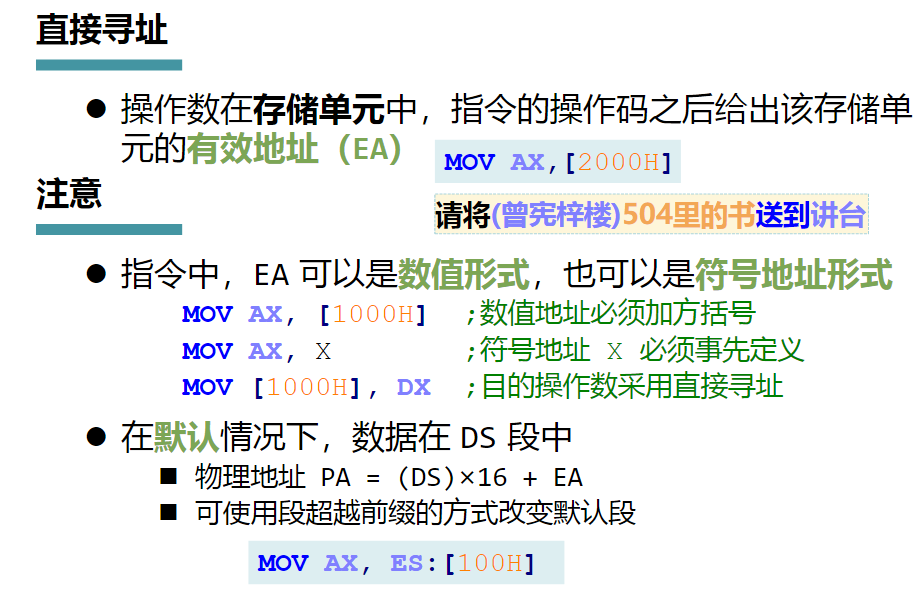 直接寻址
● 操作数在存储单元中，指令的操作码之后给出该存储单
元的有效地址（EA）
MOV AX,[2000H]
注意
请将(曾宪梓楼)504里的书送到讲台
● 指令中，EA 可以是数值形式，也可以是符号地址形式
MOV AX, [1000H] ;数值地址必须加方括号
MOV AX, X ;符号地址 X 必须事先定义
MOV [1000H], DX ;目的操作数采用直接寻址
● 在默认情况下，数据在 DS 段中
■ 物理地址 PA = (DS)×16 + EA
■ 可使用段超越前缀的方式改变默认段
MOV AX, ES:[100H]